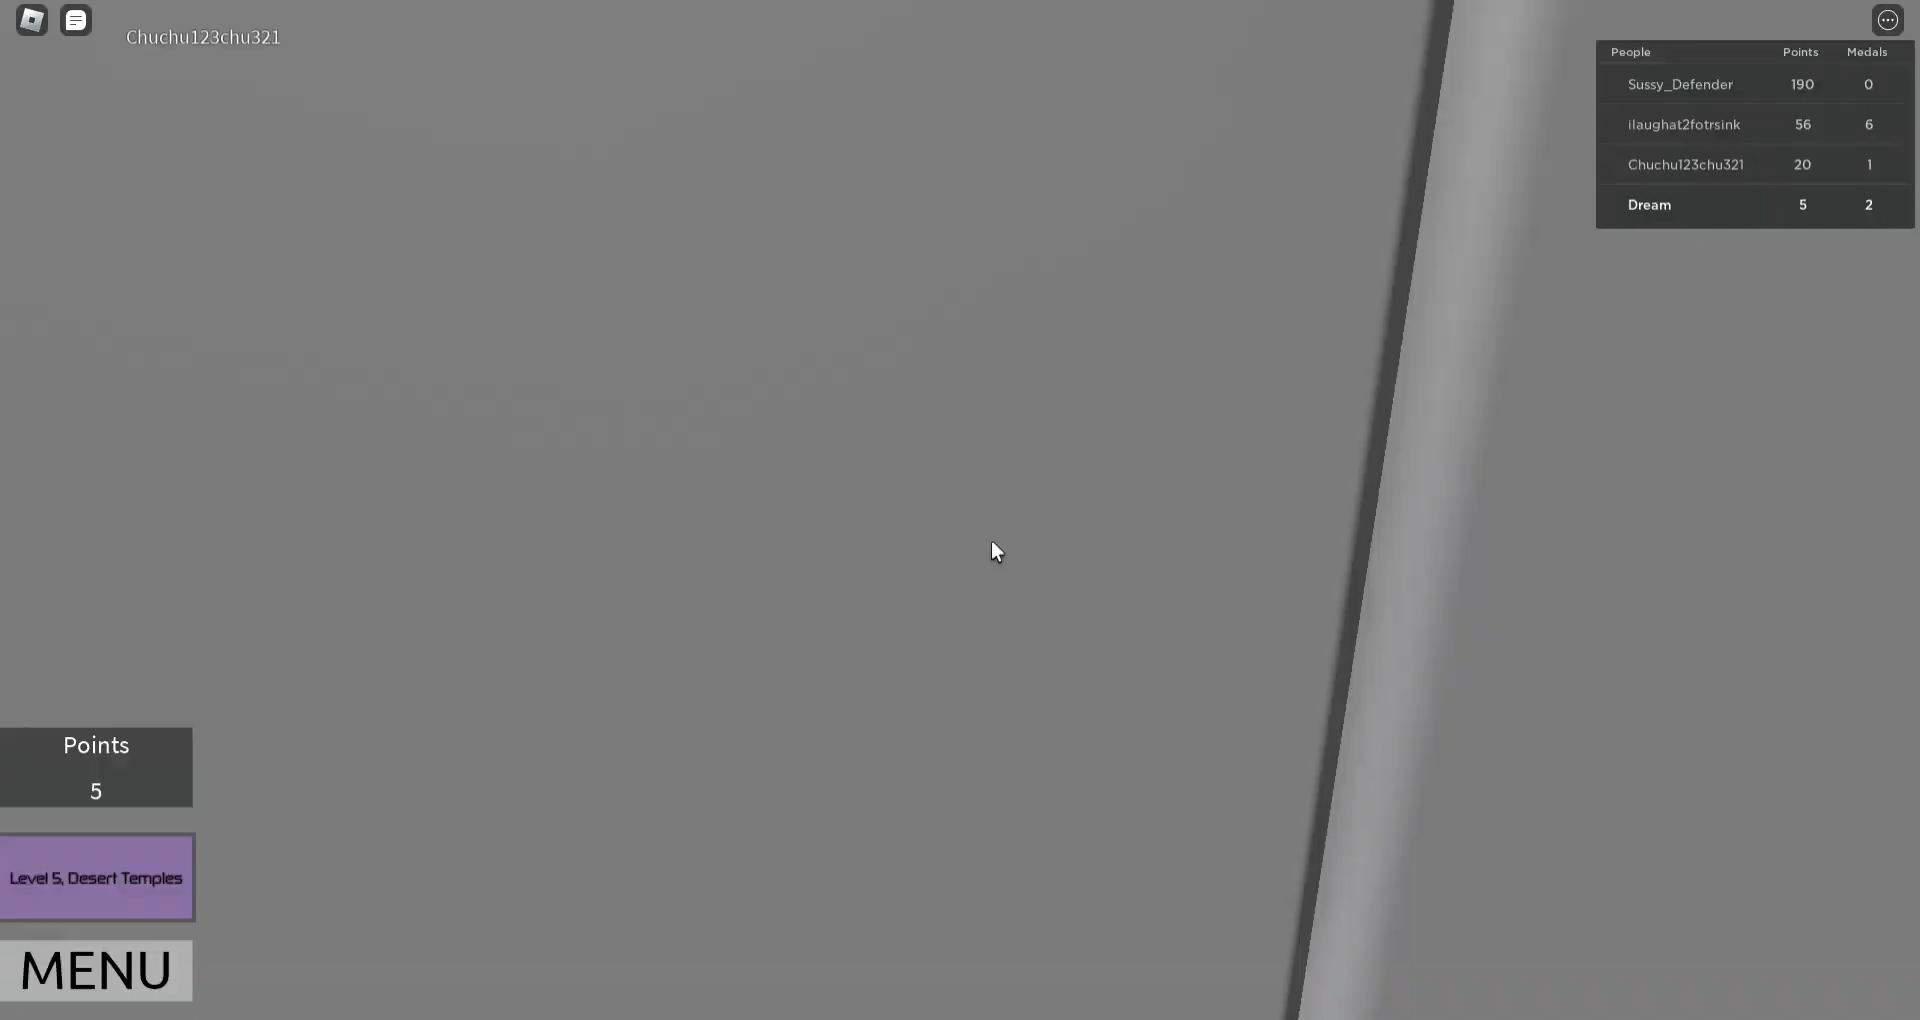 Chuchu123chu321
People Points Medals
Sussy_Defender 190 0
ilaughat2fotrsink 56 6
Chuchu123chu321 20 1
Dream 5 2
Points
5
Level 5, Desert Temples
MENU